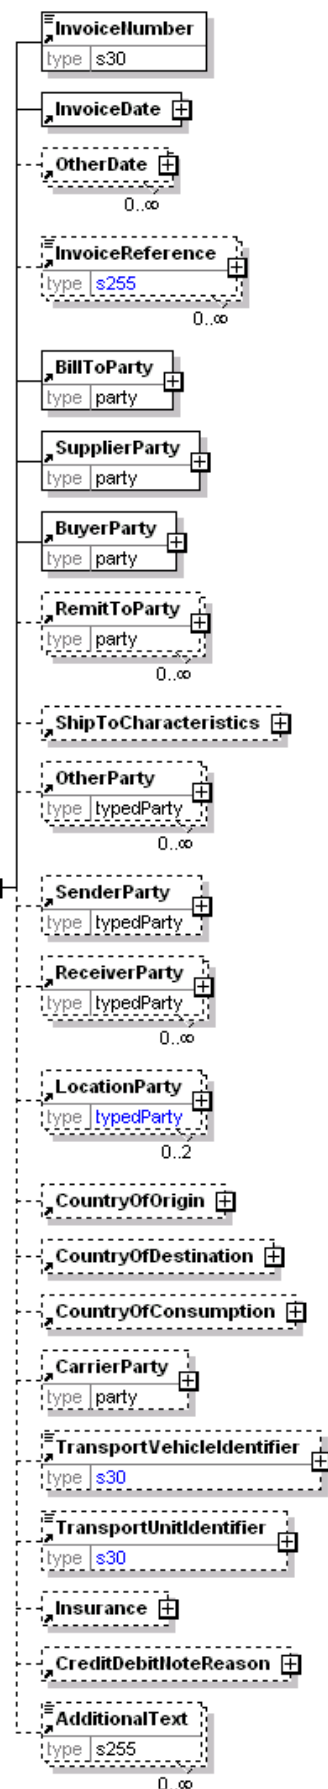 InvoiceNumber
type s30
InvoiceDate
OtherDate
0..∞
InvoiceReference
type s255
0..∞
BillToParty
type party
SupplierParty
type party
BuyerParty
type party
RemitToParty
type party
0..∞
ShipToCharacteristics
OtherParty
type typedParty
0..∞
SenderParty
type typedParty
ReceiverParty
type typedParty
0..∞
LocationParty
type typedParty
0..2
CountryOfOrigin
CountryOfDestination
CountryOfConsumption
CarrierParty
type party
TransportVehicleIdentifier
type s30
TransportUnitIdentifier
type s30
Insurance
CreditDebitNoteReason
AdditionalText
type s255
0..∞